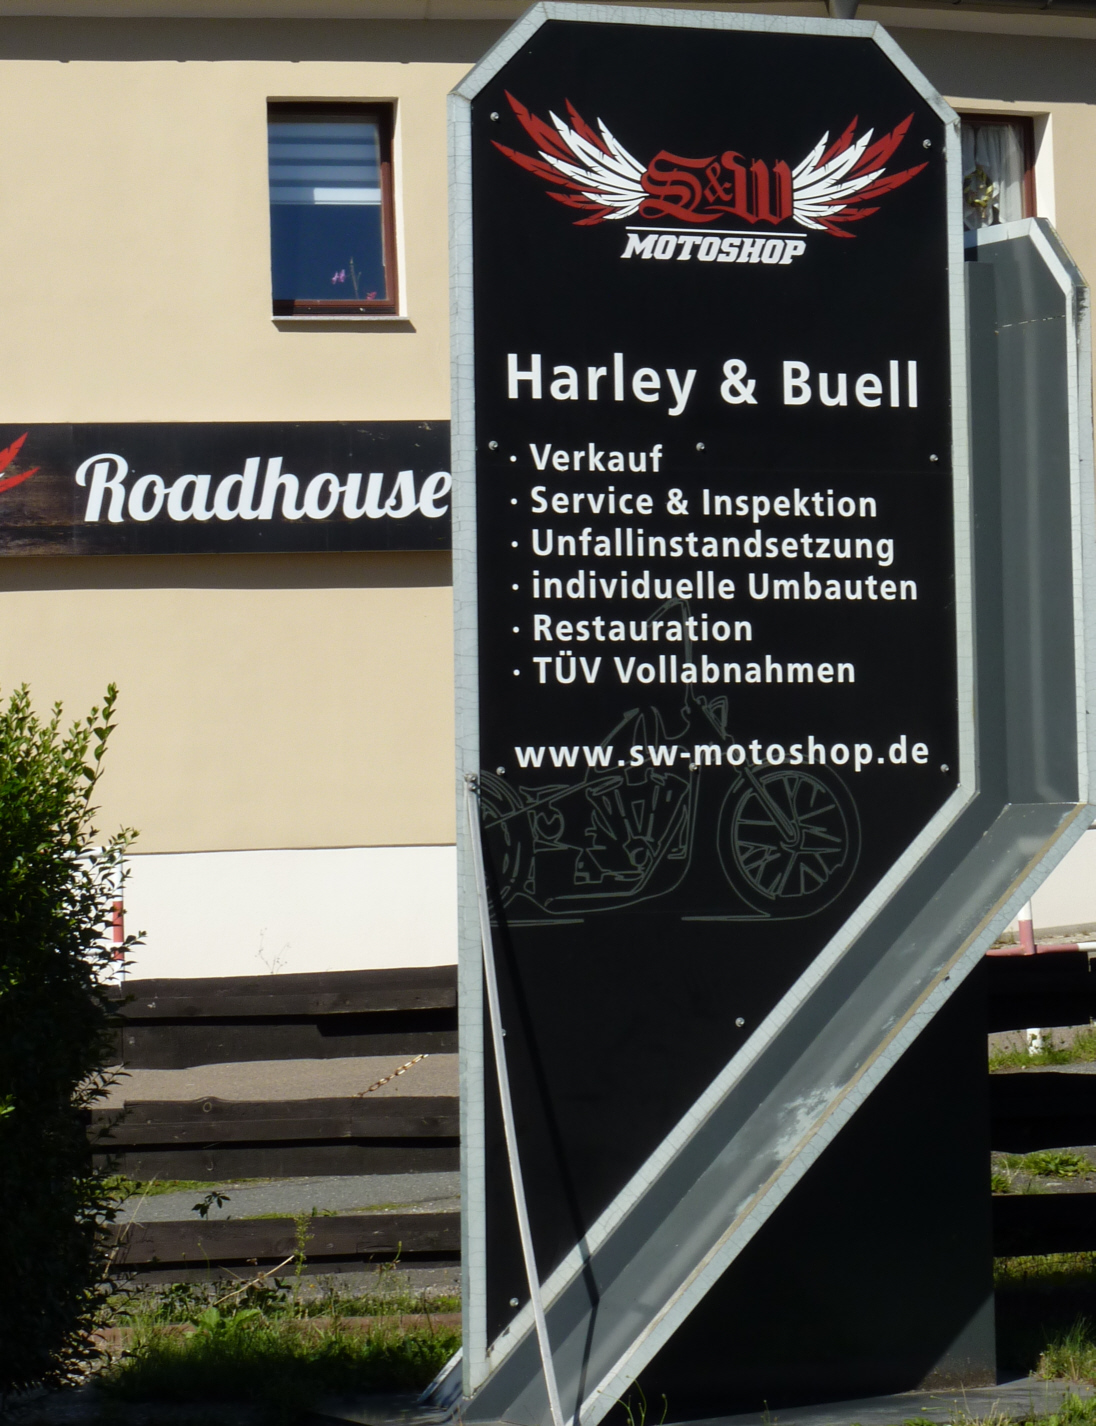 S&W
MOTOSHOP
Harley & Buell
· Verkauf
· Service & Inspektion
· Unfallinstandsetzung
· individuelle Umbauten
· Restauration
· TÜV Vollabnahmen
www.sw-motoshop.de
Roadhouse